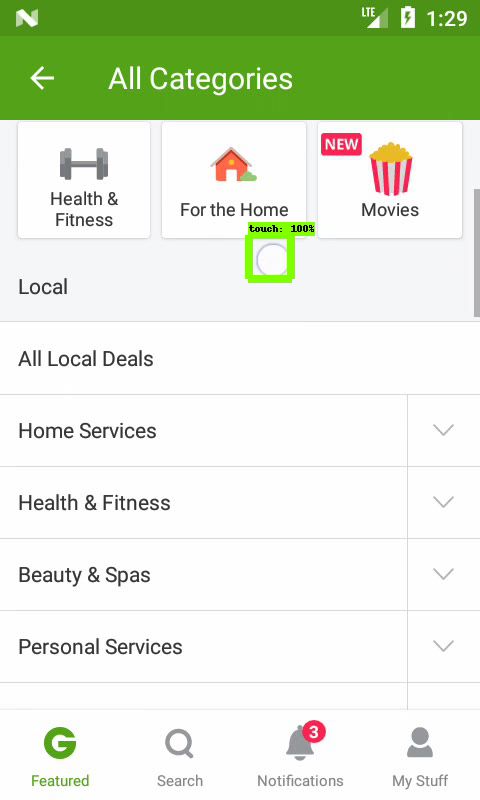 LTE 1:29
All Categories
Health &
Fitness
For the Home
NEW
Movies
touch: 100%
Local
All Local Deals
Home Services
Health & Fitness
Beauty & Spas
Personal Services
3
Featured
Search
Notifications
My Stuff